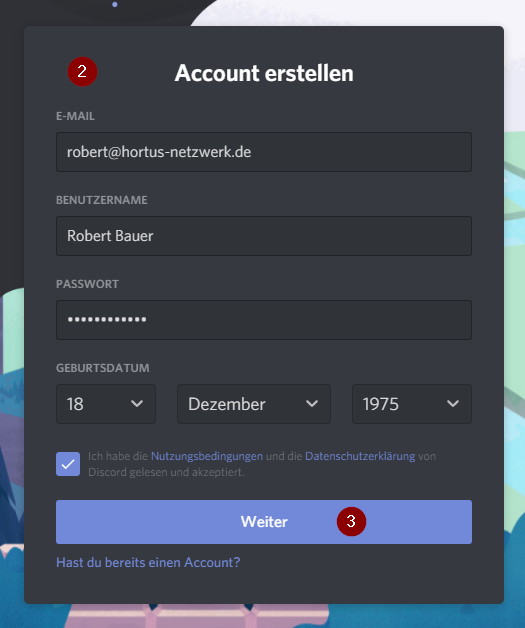 2
Account erstellen
E-MAIL
robert@hortus-netzwerk.de
BENUTZERNAME
Robert Bauer
PASSWORT
••••••••••••
GEBURTSDATUM
18 Dezember 1975
Ich habe die Nutzungsbedingungen und die Datenschutzerklärung von
Discord gelesen und akzeptiert.
Weiter 3
Hast du bereits einen Account?